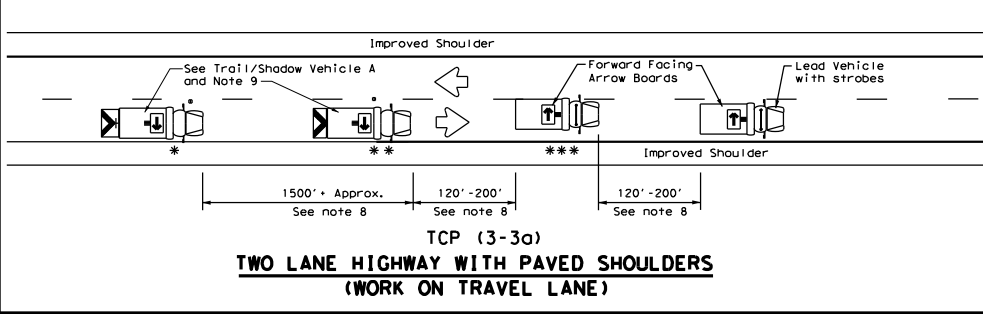 Improved Shoulder
See Trail/Shadow Vehicle A
and Note 9
Forward Facing
Arrow Boards
Lead Vehicle
with strobes
*
* *
***
Improved Shoulder
1500'+ Approx.
See note 8
120'-200'
See note 8
120'-200'
See note 8
TCP (3-3a)
TWO LANE HIGHWAY WITH PAVED SHOULDERS
(WORK ON TRAVEL LANE)